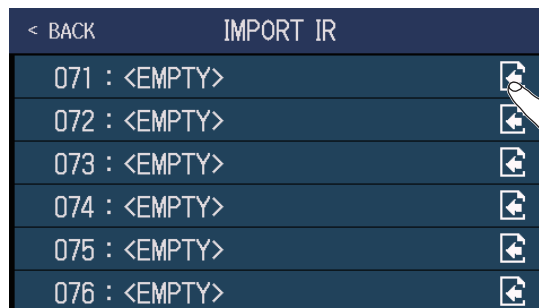 < BACK IMPORT IR
071 : <EMPTY>
072 : <EMPTY>
073 : <EMPTY>
074 : <EMPTY>
075 : <EMPTY>
076 : <EMPTY>